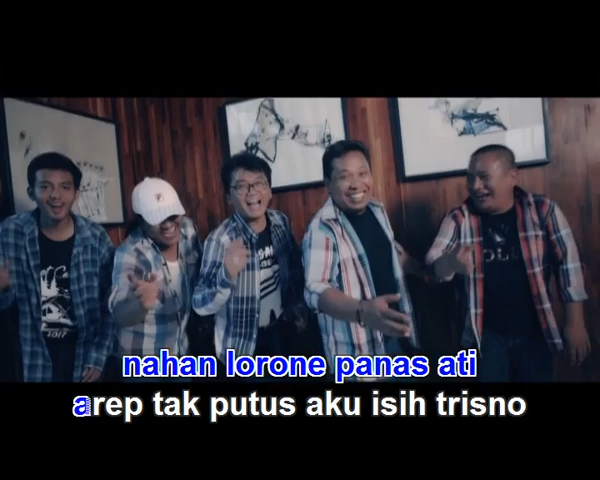 nahan lorone panas ati
arep tak putus aku isih trisno